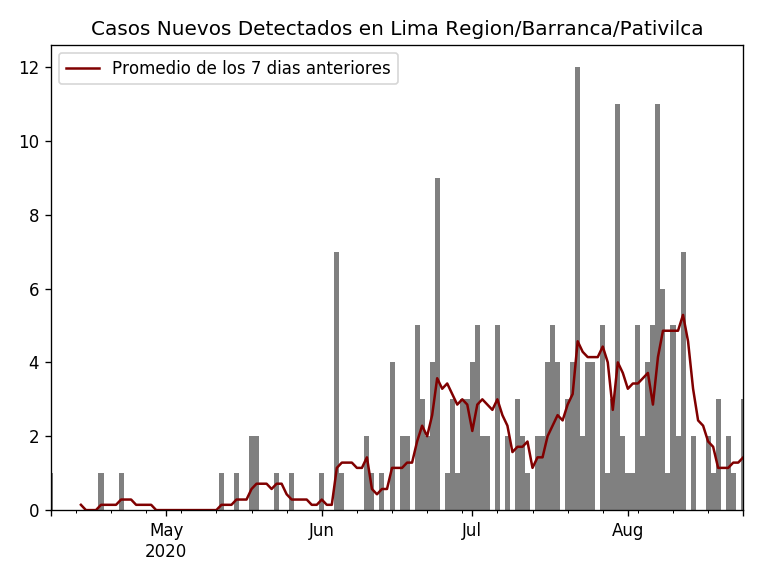 Casos Nuevos Detectados en Lima Region/Barranca/Pativilca
Promedio de los 7 dias anteriores
12
10
8
6
4
2
0
May
2020
Jun
Jul
Aug